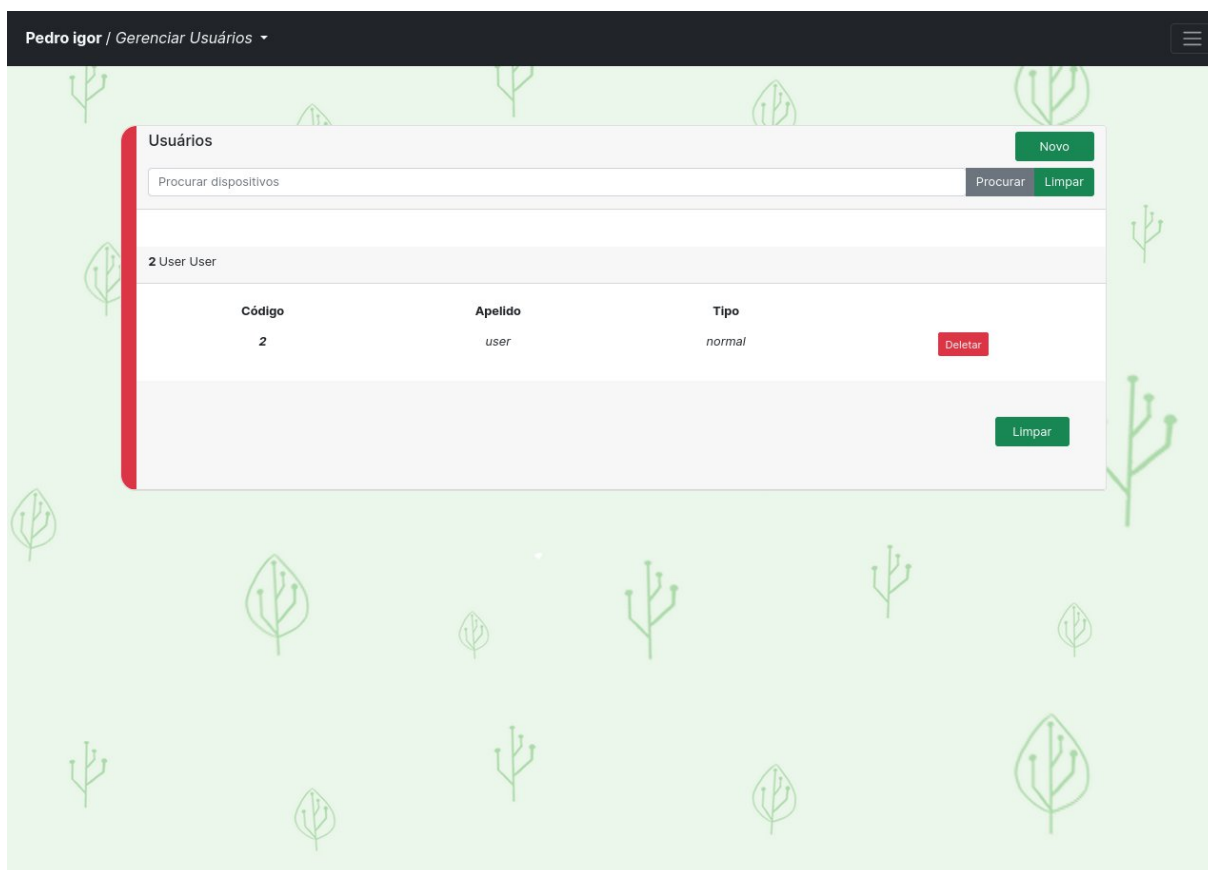 Pedro igor / Gerenciar Usuários
Usuários
Novo
Procurar dispositivos
Procurar Limpar
2 User User
Código Apelido Tipo
2 user normal Deletar
Limpar